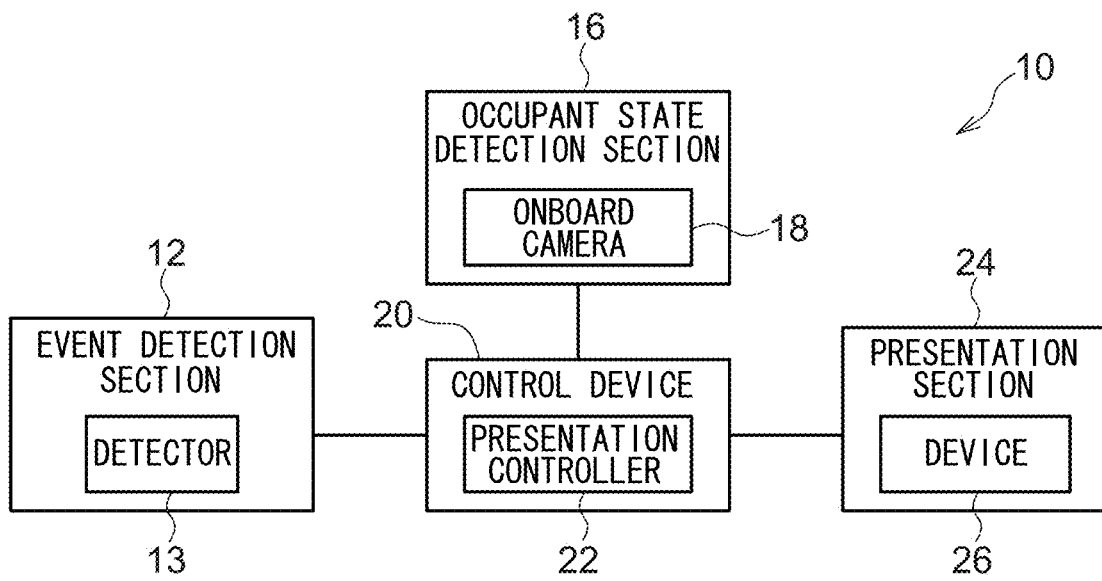 16
10
OCCUPANT STATE
DETECTION SECTION
ONBOARD
CAMERA
18
12
EVENT DETECTION
SECTION
DETECTOR
13
20
CONTROL DEVICE
PRESENTATION
CONTROLLER
22
24
PRESENTATION
SECTION
DEVICE
26